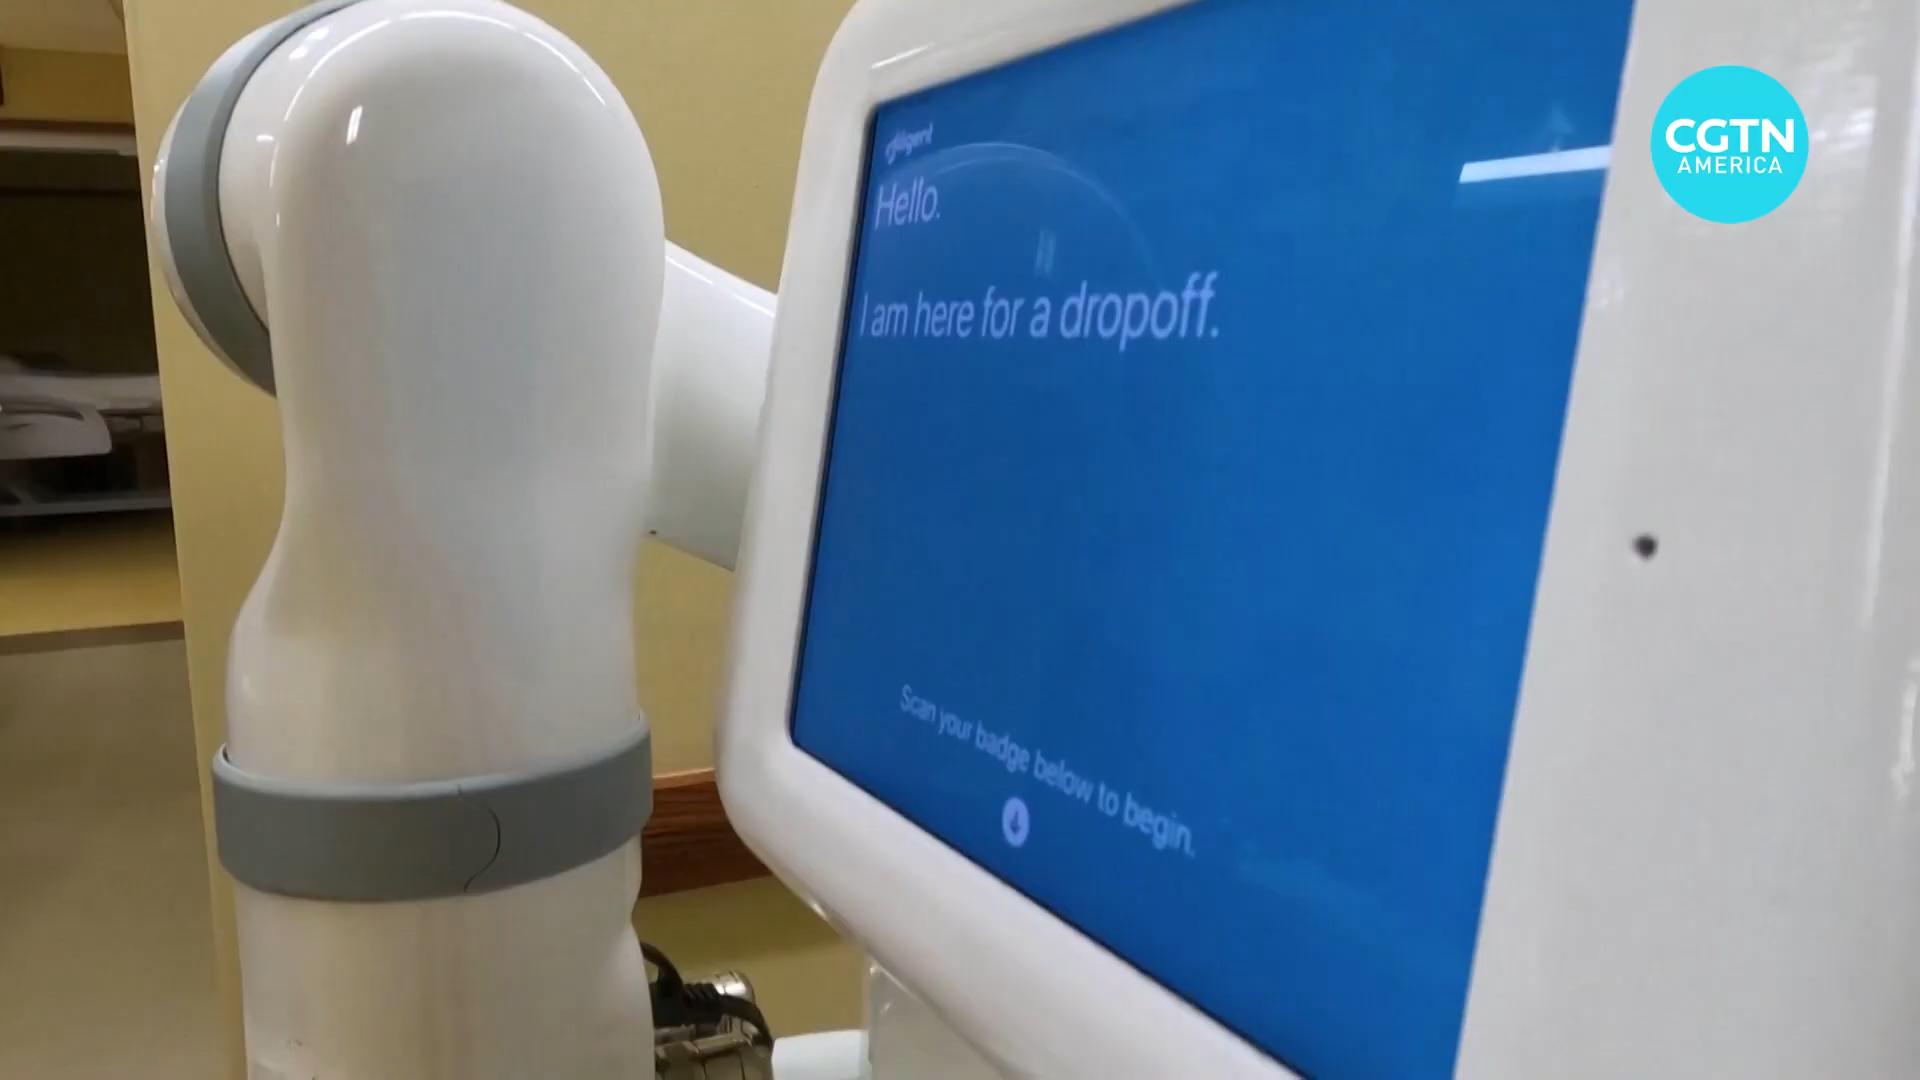 CGTN
AMERICA
diligent
Hello.
I am here for a dropoff.
Scan your badge below to begin.